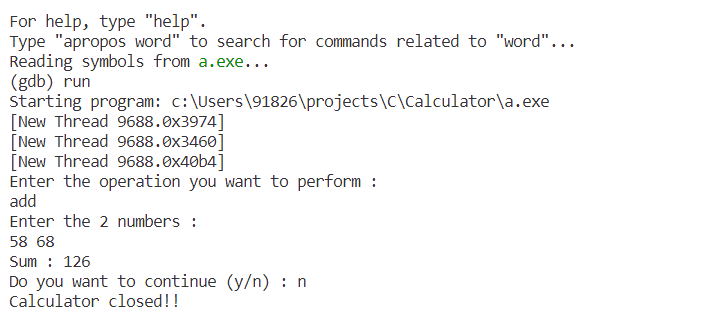 For help, type "help".
Type "apropos word" to search for commands related to "word"...
Reading symbols from a.exe...
(gdb) run
Starting program: c:\Users\91826\projects\C\Calculator\a.exe
[New Thread 9688.0x3974]
[New Thread 9688.0x3460]
[New Thread 9688.0x40b4]
Enter the operation you want to perform :
add
Enter the 2 numbers :
58 68
Sum : 126
Do you want to continue (y/n) : n
Calculator closed!!